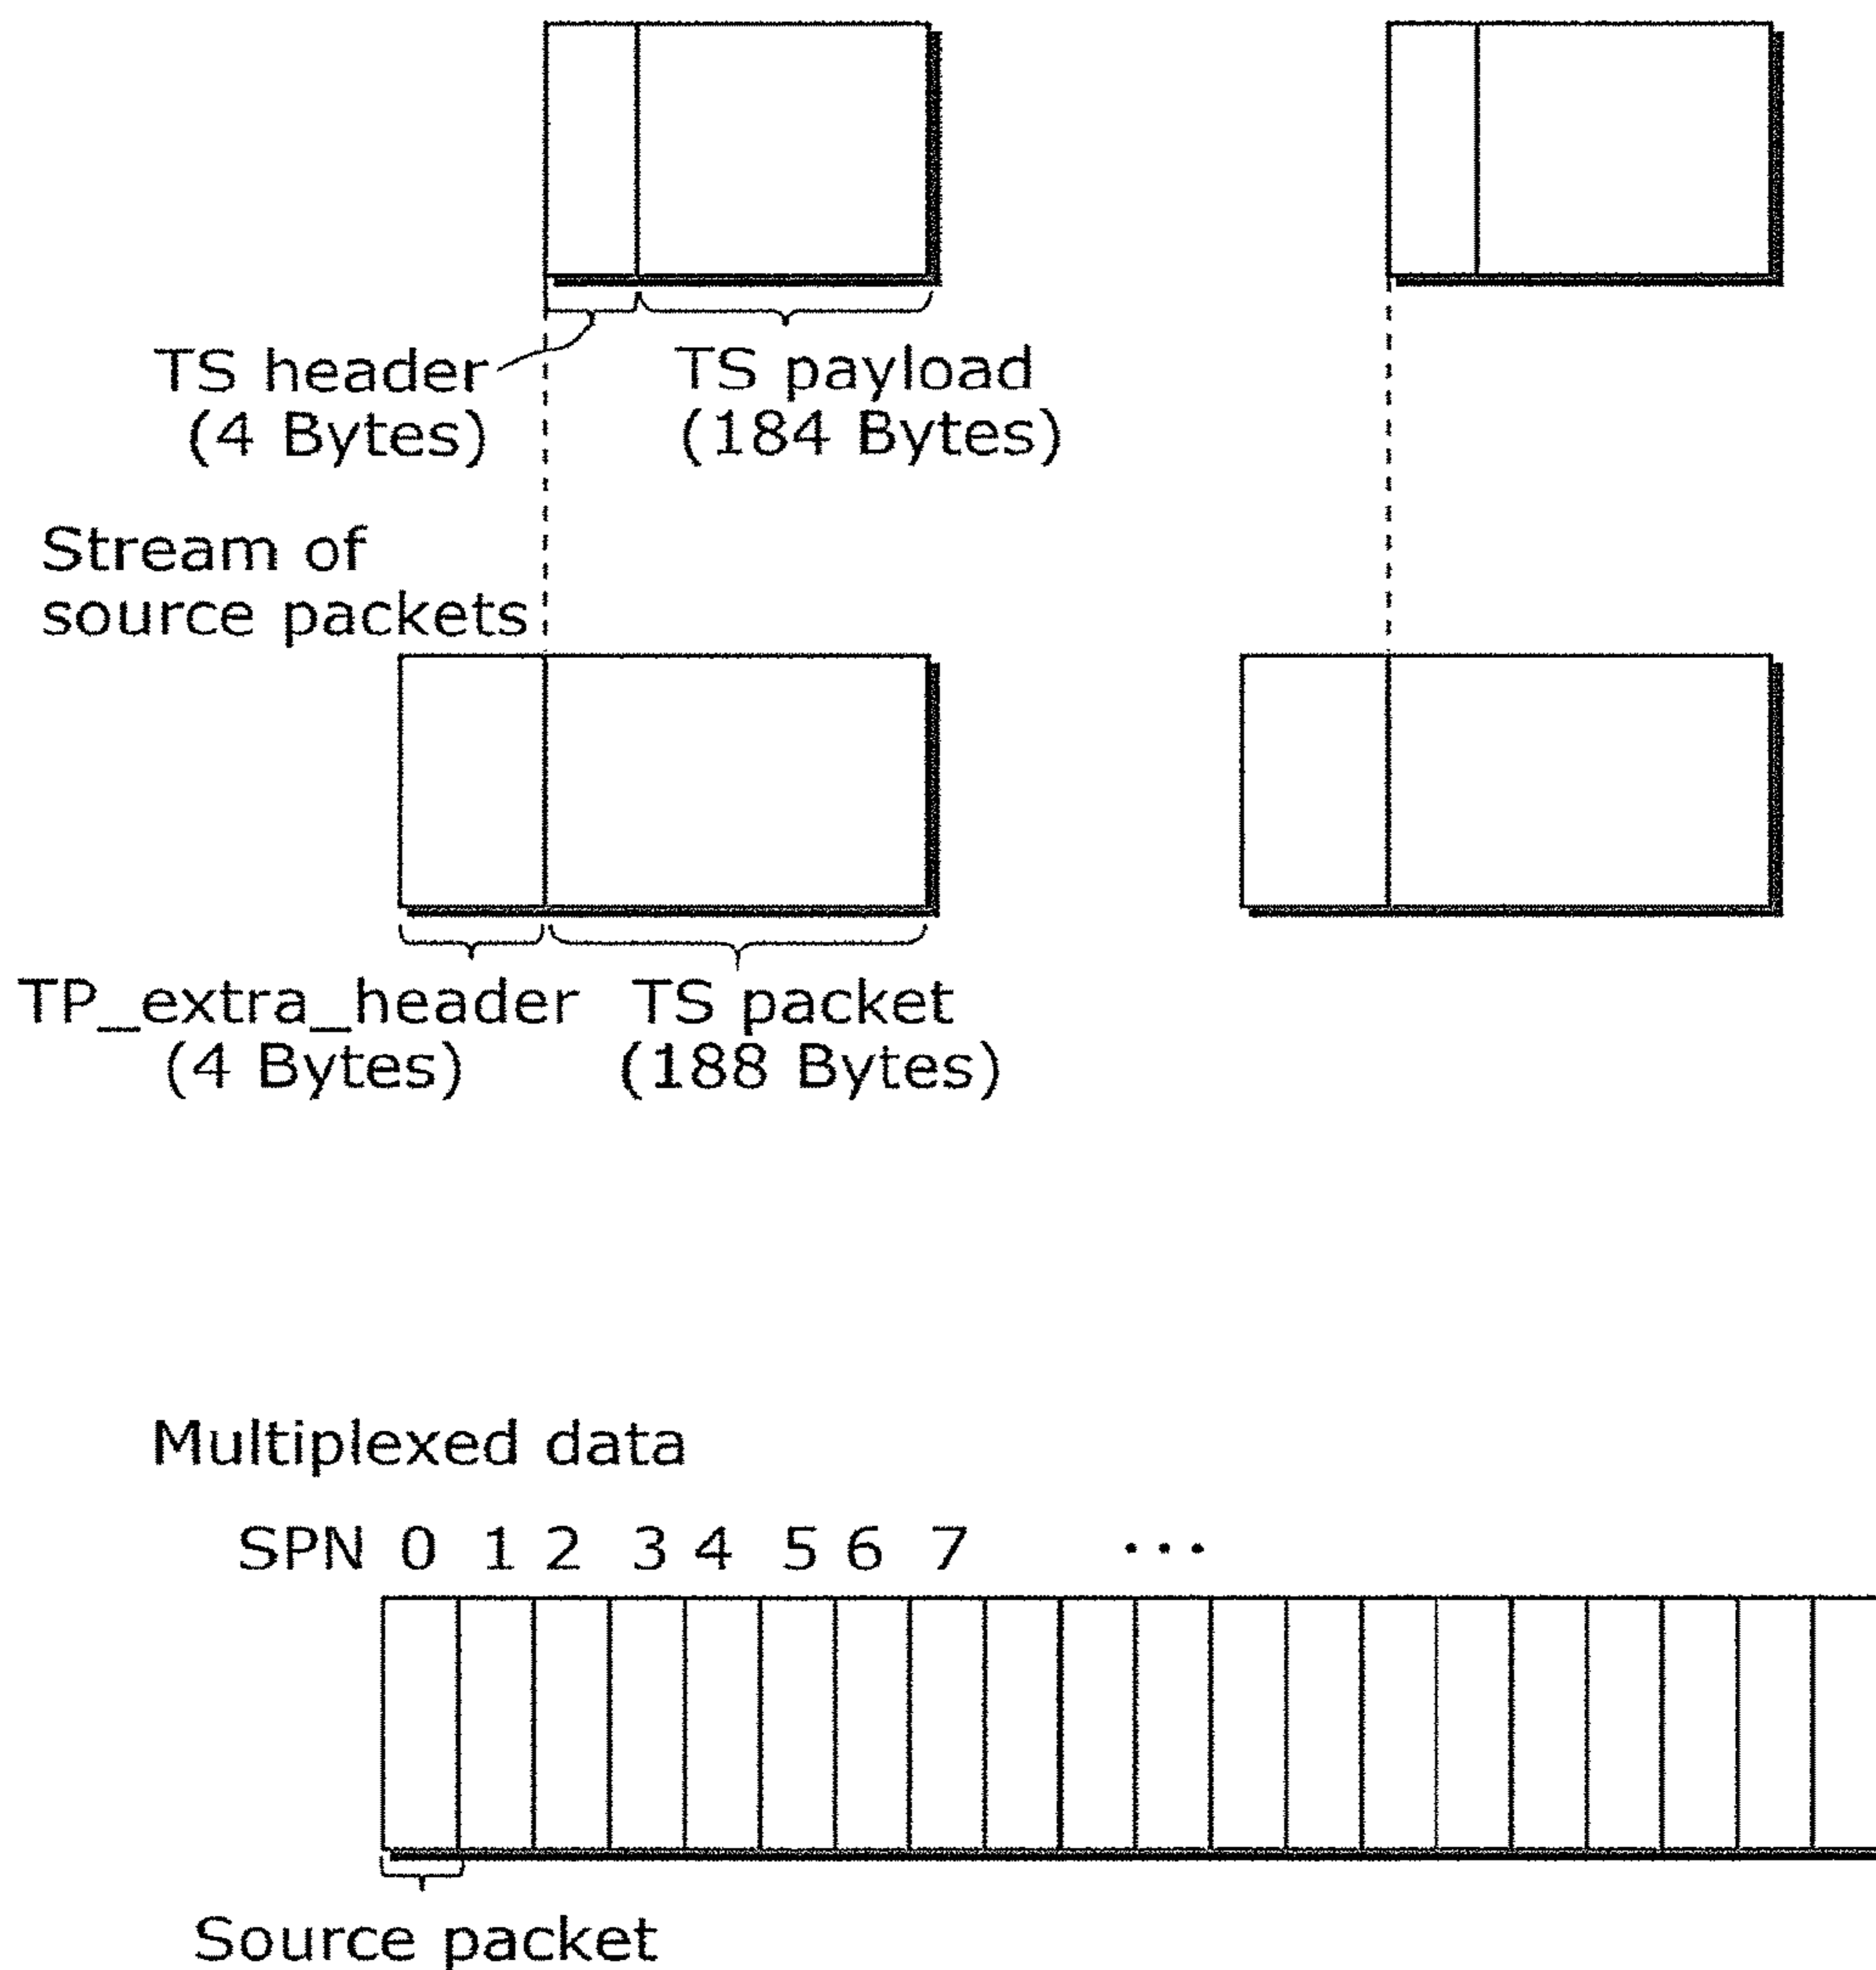 TS header
(4 Bytes)
TS payload
(184 Bytes)
Stream of
source packets
TP_extra_header
(4 Bytes)
TS packet
(188 Bytes)
Multiplexed data
SPN 0 1 2 3 4 5 6 7 ...
Source packet